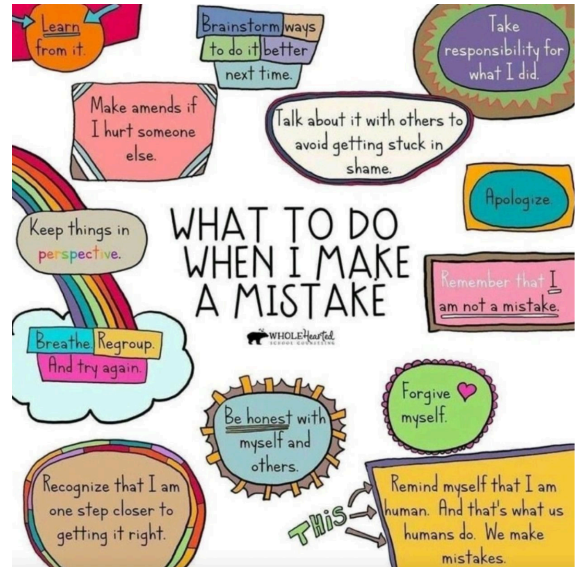 Learn
from it.
Brainstorm ways
to do it better
next time.
Take
responsibility for
what I did.
Make amends if
I hurt someone
else.
Talk about it with others to
avoid getting stuck in
shame.
Apologize
Keep things in
perspective.
WHAT TO DO
WHEN I MAKE
A MISTAKE
WHOLEHearted
SCHOOL COUNSELING
Remember that I
am not a mistake.
Breathe. Regroup.
And try again.
Forgive
myself.
Be honest with
myself and
others.
Recognize that I am
one step closer to
getting it right.
THIS
Remind myself that I am
human. And that's what us
humans do. We make
mistakes.